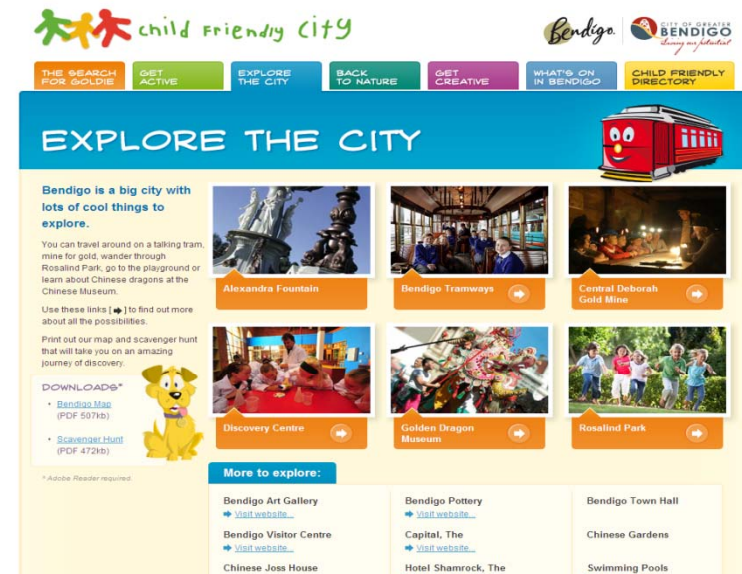 child friendly city
Bendigo.
CITY OF GREATER
BENDIGO
Living our potential
THE SEARCH
FOR GOLDIE
GET
ACTIVE
EXPLORE
THE CITY
BACK
TO NATURE
GET
CREATIVE
WHAT'S ON
IN BENDIGO
CHILD FRIENDLY
DIRECTORY
EXPLORE THE CITY
Bendigo is a big city with
lots of cool things to
explore.
You can travel around on a talking tram,
mine for gold, wander through
Rosalind Park, go to the playground or
learn about Chinese dragons at the
Chinese Museum.
Use these links [➡] to find out more
about all the possibilities.
Print out our map and scavenger hunt
that will take you on an amazing
journey of discovery.
DOWNLOADS*
• Bendigo Map
(PDF 507kb)
• Scavenger Hunt
(PDF 472kb)
* Adobe Reader required.
Alexandra Fountain
Bendigo Tramways
Central Deborah
Gold Mine
Discovery Centre
Golden Dragon
Museum
Rosalind Park
More to explore:
Bendigo Art Gallery
Visit website...
Bendigo Pottery
Visit website...
Bendigo Town Hall
Bendigo Visitor Centre
Visit website...
Capital, The
Visit website...
Chinese Gardens
Chinese Joss House
Hotel Shamrock, The
Swimming Pools